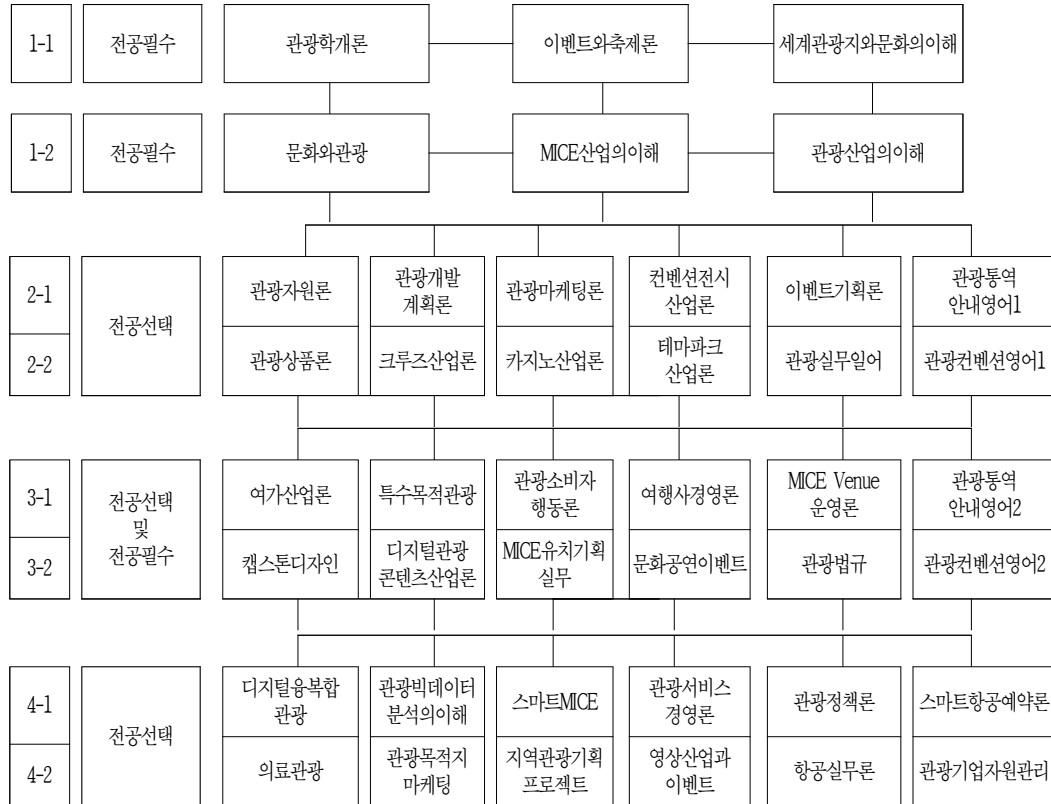 1-1
전공필수
관광학개론
이벤트와축제론
세계관광지와문화의이해
1-2
전공필수
문화와관광
MICE산업의이해
관광산업의이해
2-1
전공선택
관광자원론
관광개발
계획론
관광마케팅론
컨벤션전시
산업론
이벤트기획론
관광통역
안내영어1
2-2
관광상품론
크루즈산업론
카지노산업론
테마파크
산업론
관광실무일어
관광컨벤션영어1
3-1
전공선택
및
전공필수
여가산업론
특수목적관광
관광소비자
행동론
여행사경영론
MICE Venue
운영론
관광통역
안내영어2
3-2
캡스톤디자인
디지털관광
콘텐츠산업론
MICE유치기획
실무
문화공연이벤트
관광법규
관광컨벤션영어2
4-1
전공선택
디지털융복합
관광
관광빅데이터
분석의이해
스마트MICE
관광서비스
경영론
관광정책론
스마트항공예약론
4-2
의료관광
관광목적지
마케팅
지역관광기획
프로젝트
영상산업과
이벤트
항공실무론
관광기업자원관리